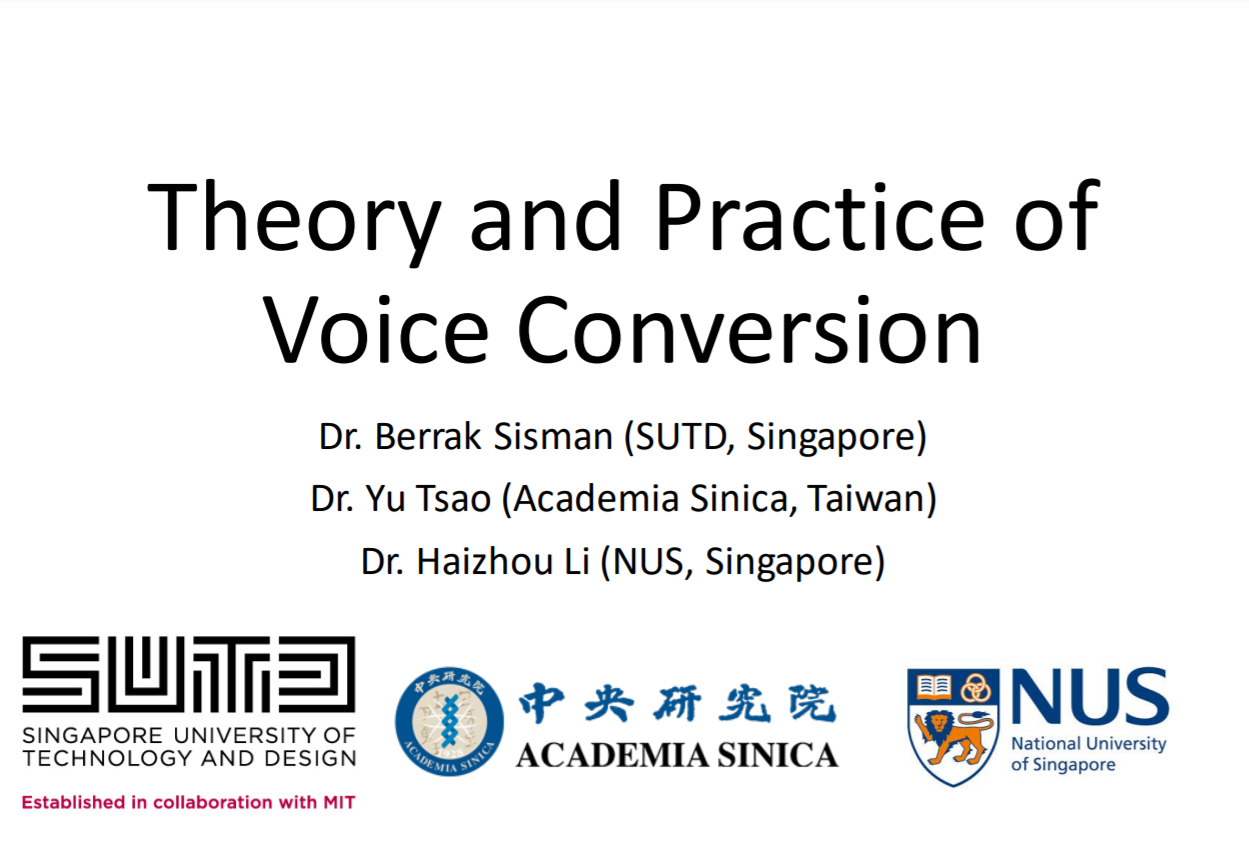 Theory and Practice of
Voice Conversion
Dr. Berrak Sisman (SUTD, Singapore)
Dr. Yu Tsao (Academia Sinica, Taiwan)
Dr. Haizhou Li (NUS, Singapore)
SUTD
SINGAPORE UNIVERSITY OF
TECHNOLOGY AND DESIGN
Established in collaboration with MIT
中央研究院
ACADEMIA SINICA
中央研究院
ACADEMIA SINICA
NUS
National University
of Singapore